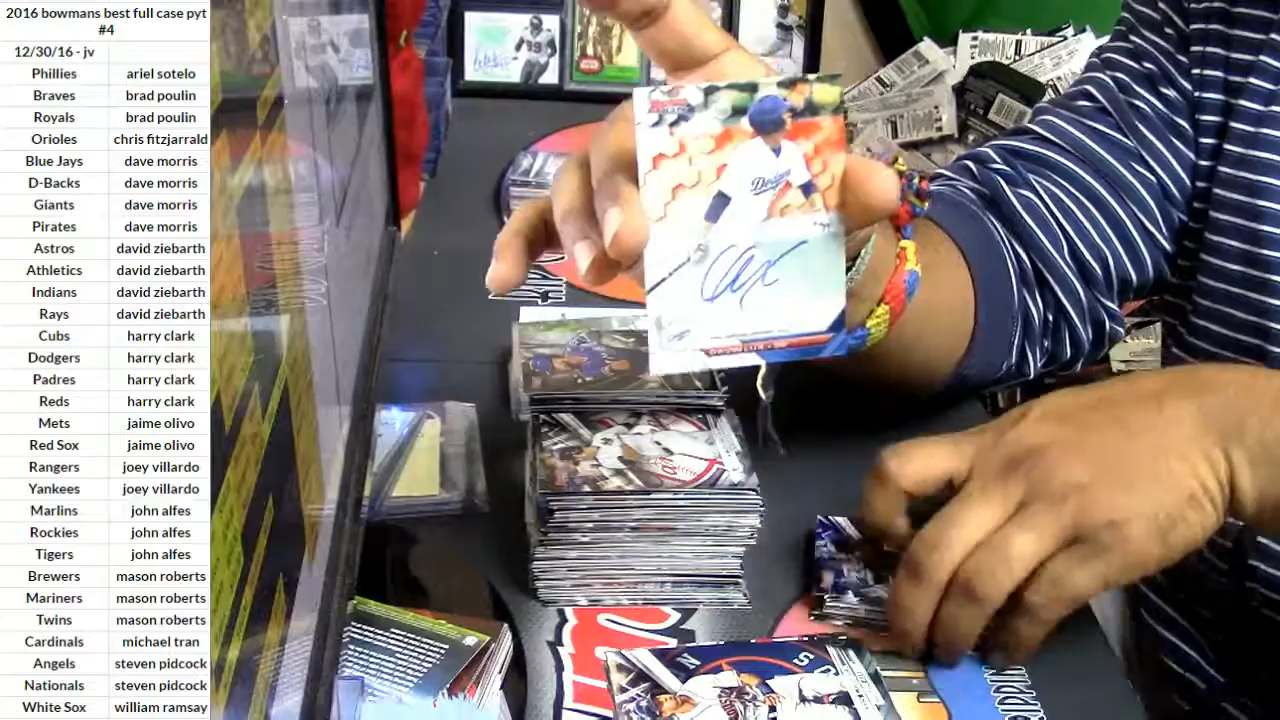 2016 bowmans best full case pyt
#4
12/30/16 - jv
Phillies ariel sotelo
Braves brad poulin
Royals brad poulin
Orioles chris fitzjarrald
Blue Jays dave morris
D-Backs dave morris
Giants dave morris
Pirates dave morris
Astros david ziebarth
Athletics david ziebarth
Indians david ziebarth
Rays david ziebarth
Cubs harry clark
Dodgers harry clark
Padres harry clark
Reds harry clark
Mets jaime olivo
Red Sox jaime olivo
Rangers joey villardo
Yankees joey villardo
Marlins john alfes
Rockies john alfes
Tigers john alfes
Brewers mason roberts
Mariners mason roberts
Twins mason roberts
Cardinals michael tran
Angels steven pidcock
Nationals steven pidcock
White Sox william ramsay
99
Dodgers